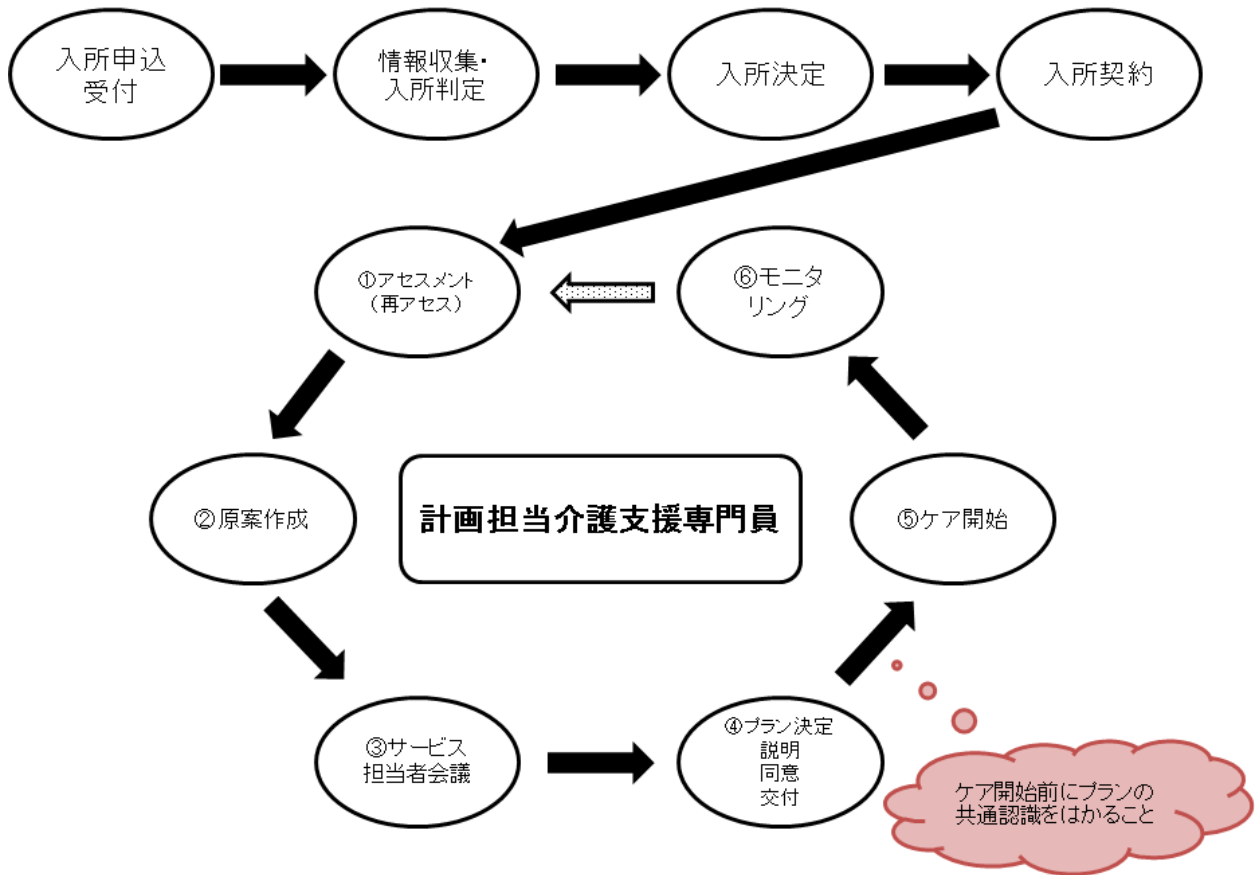 入所申込
受付
情報収集・
入所判定
入所決定
入所契約
①アセスメント
（再アセス）
⑥モニタ
リング
②原案作成
計画担当介護支援専門員
⑤ケア開始
③サービス
担当者会議
④プラン決定
説明
同意
交付
ケア開始前にプランの
共通認識をはかること